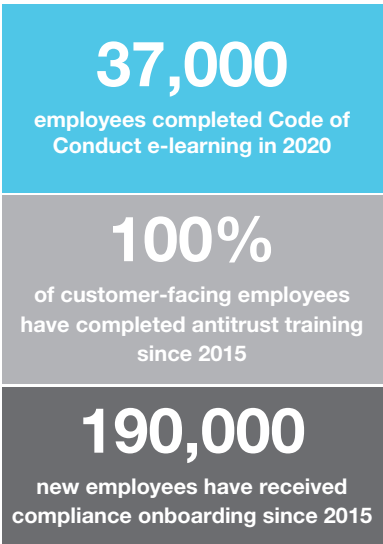 37,000
employees completed Code of
Conduct e-learning in 2020
100%
of customer-facing employees
have completed antitrust training
since 2015
190,000
new employees have received
compliance onboarding since 2015